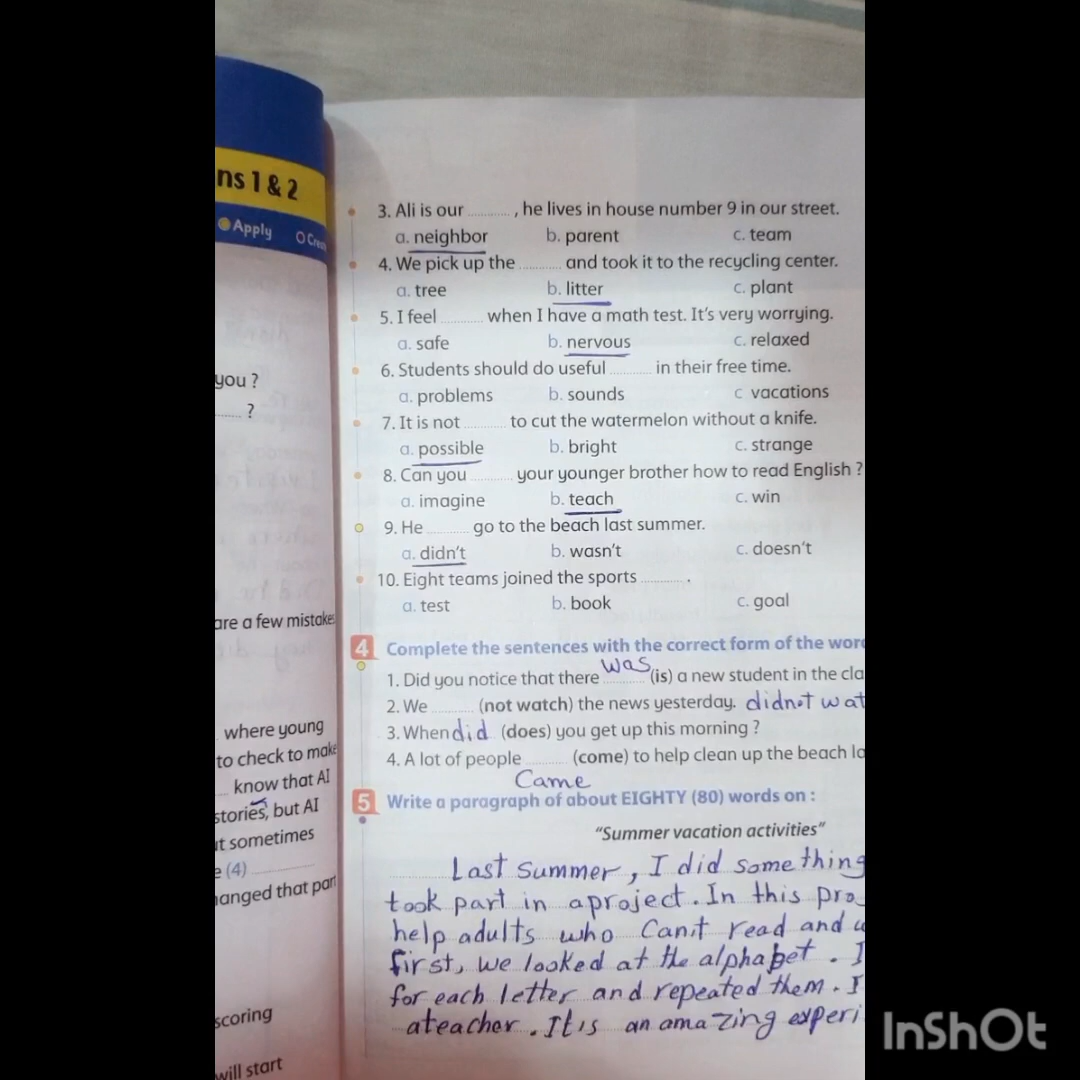 ns 1 & 2
Apply
you ?
?
are a few mistakes
where young
to check to make
know that AI
stories, but AI
sometimes
(4)
anged that part
scoring
will start
3. Ali is our ............ , he lives in house number 9 in our street.
a. neighbor b. parent c. team
4. We pick up the ............ and took it to the recycling center.
a. tree b. litter c. plant
5. I feel ............ when I have a math test. It's very worrying.
a. safe b. nervous c. relaxed
6. Students should do useful ............ in their free time.
a. problems b. sounds c vacations
7. It is not ............ to cut the watermelon without a knife.
a. possible b. bright c. strange
8. Can you ............ your younger brother how to read English ?
a. imagine b. teach c. win
9. He ............ go to the beach last summer.
a. didn't b. wasn't c. doesn't
10. Eight teams joined the sports ............ .
a. test b. book c. goal
4 Complete the sentences with the correct form of the wor
was
1. Did you notice that there ............ (is) a new student in the cla
2. We ............ (not watch) the news yesterday. didnot wat
3. When did (does) you get up this morning ?
4. A lot of people ............ (come) to help clean up the beach la
Came
5 Write a paragraph of about EIGHTY (80) words on :
"Summer vacation activities"
Last summer, I did something
took part in aproject. In this pro
help adults who Can't read and
first, we looked at the alphabet. I
for each letter and repeated them. I
ateacher. It is an amazing experi
InShOt